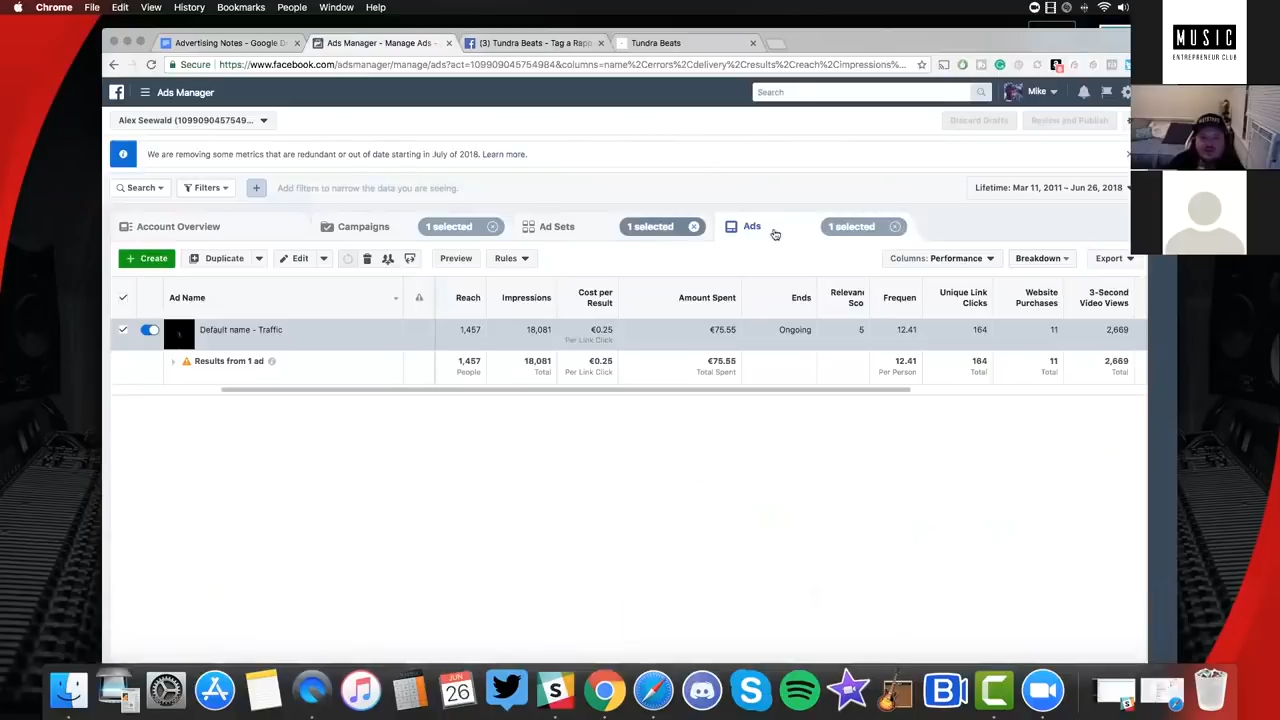 Chrome File Edit View History Bookmarks People Window Help
MUSIC
ENTREPRENEUR CLUB
Advertising Notes - Google D
Ads Manager - Manage Ads -
(3) Tundra Beats - Tag a Rapp
Tundra Beats
Secure https://www.facebook.com/adsmanager/manage/ads?act=109909045754984&columns=name%2Cerrors%2Cdelivery%2Cresults%2Creach%2Cimpressions%...
Ads Manager
Search
Mike
Alex Seewald (1099090457549...
Discard Drafts
Review and Publish
We are removing some metrics that are redundant or out of date starting in July of 2018. Learn more.
Search
Filters
Add filters to narrow the data you are seeing.
Lifetime: Mar 11, 2011 – Jun 26, 2018
Account Overview
Campaigns
1 selected
Ad Sets
1 selected
Ads
1 selected
+ Create
Duplicate
Edit
Preview
Rules
Columns: Performance
Breakdown
Export
Ad Name
Reach
Impressions
Cost per Result
Amount Spent
Ends
Relevanc Sco
Frequen
Unique Link Clicks
Website Purchases
3-Second Video Views
Default name - Traffic
1,457
18,081
€0.25
Per Link Click
€75.55
Ongoing
5
12.41
164
11
2,669
Results from 1 ad
1,457
People
18,081
Total
€0.25
Per Link Click
€75.55
Total Spent
12.41
Per Person
164
Total
11
Total
2,669
Total
JUN
26